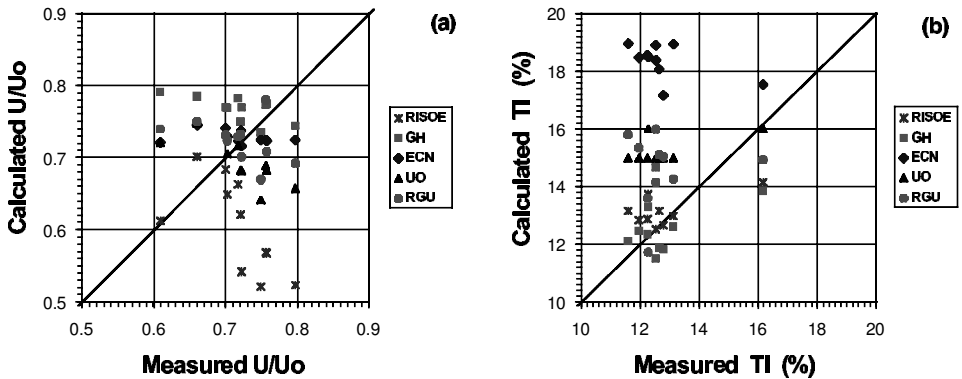 (a)
Calculated U/Uo
0.9
0.8
0.7
0.6
0.5
0.5 0.6 0.7 0.8 0.9
Measured U/Uo
RISOE
GH
ECN
UO
RGU
(b)
Calculated TI (%)
20
18
16
14
12
10
10 12 14 16 18 20
Measured TI (%)
RISOE
GH
ECN
UO
RGU